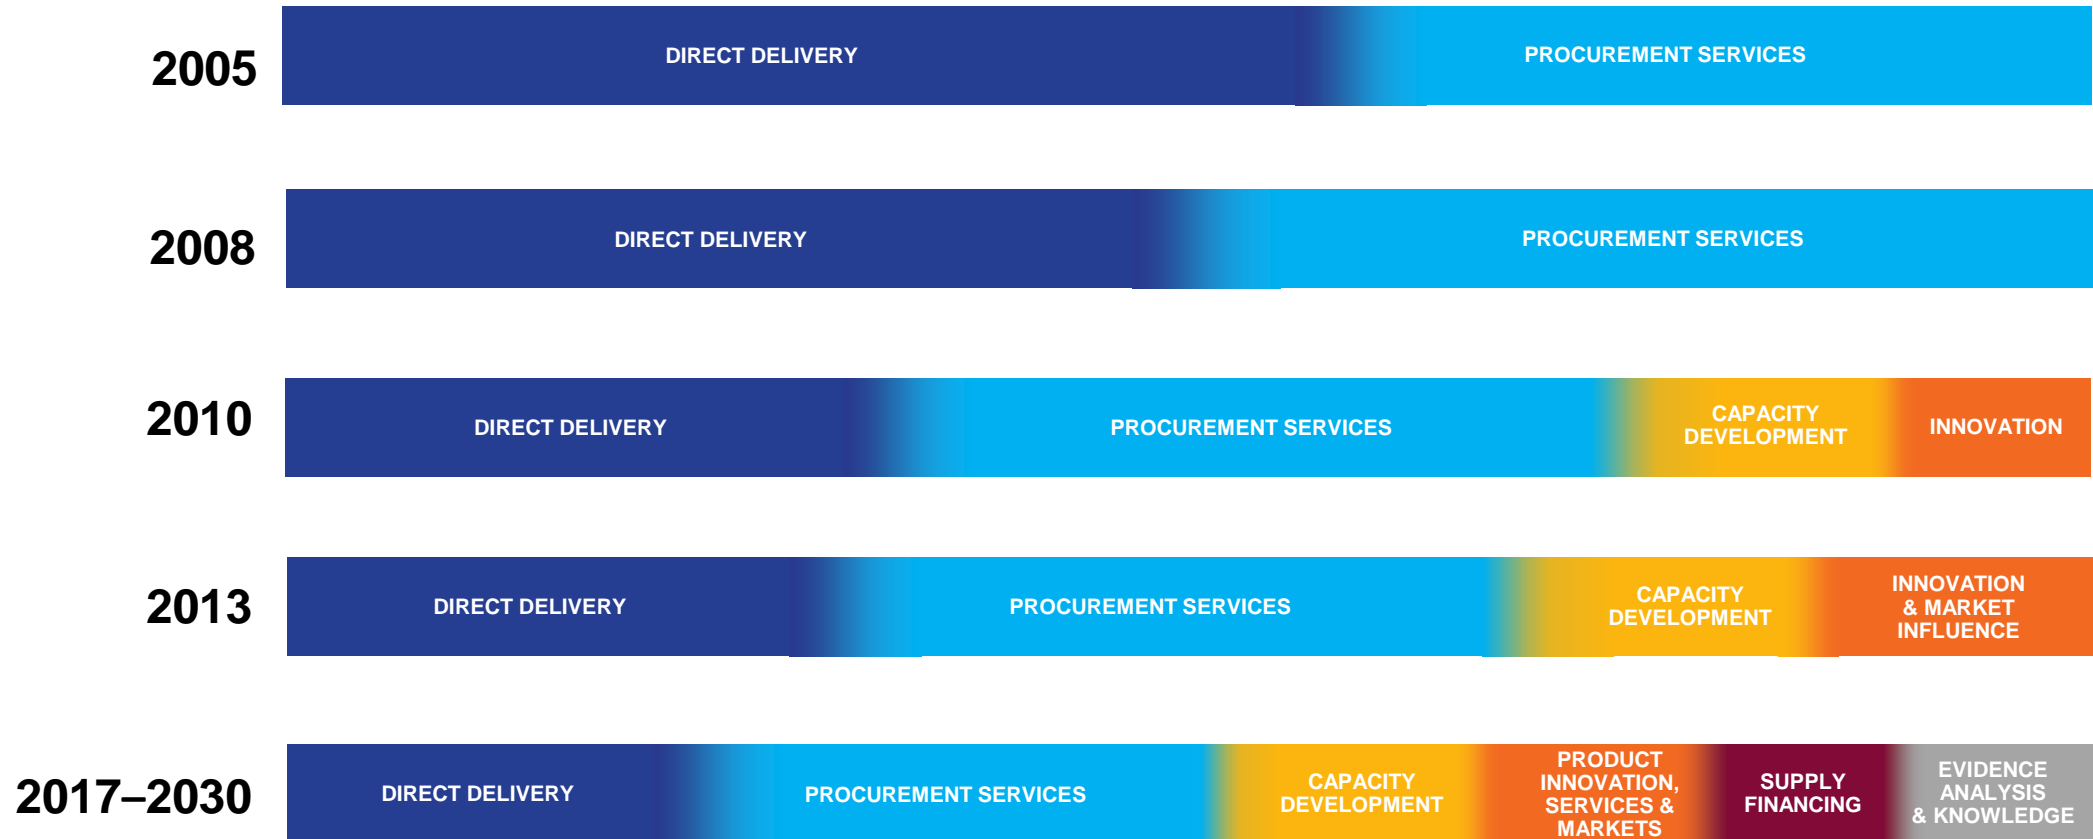 2005
DIRECT DELIVERY
PROCUREMENT SERVICES
2008
DIRECT DELIVERY
PROCUREMENT SERVICES
2010
DIRECT DELIVERY
PROCUREMENT SERVICES
CAPACITY
DEVELOPMENT
INNOVATION
2013
DIRECT DELIVERY
PROCUREMENT SERVICES
CAPACITY
DEVELOPMENT
INNOVATION
& MARKET
INFLUENCE
2017–2030
DIRECT DELIVERY
PROCUREMENT SERVICES
CAPACITY
DEVELOPMENT
PRODUCT
INNOVATION,
SERVICES &
MARKETS
SUPPLY
FINANCING
EVIDENCE
ANALYSIS
& KNOWLEDGE